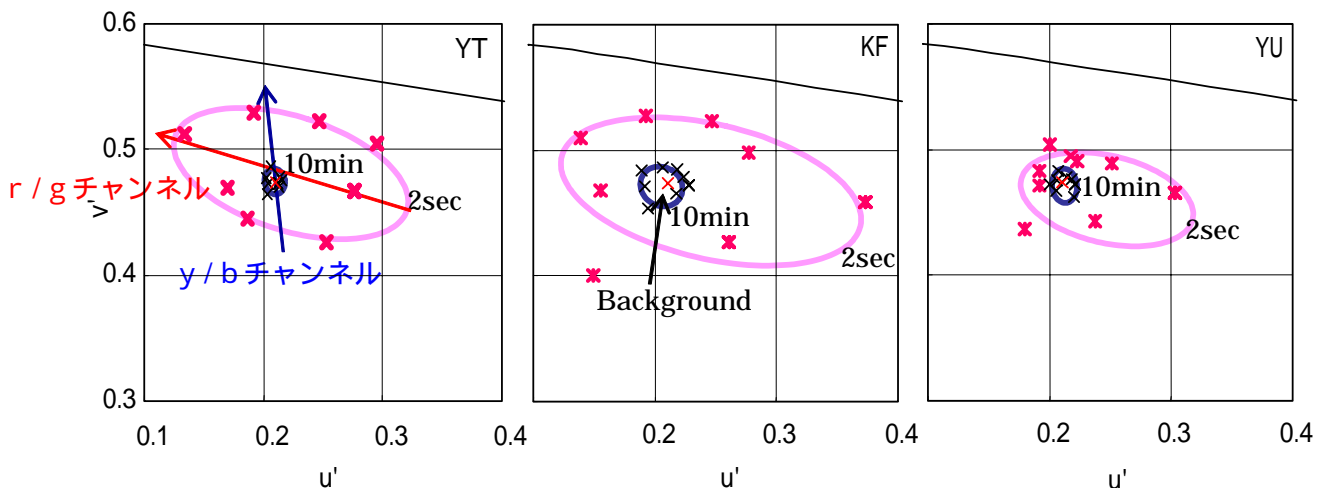 0.6
0.5
0.4
0.3
v'
YT
10min
r / g チャンネル
2sec
y / b チャンネル
0.1
0.2
0.3
0.4
u'
KF
10min
2sec
Background
0.2
0.3
0.4
u'
YU
10min
2sec
0.2
0.3
0.4
u'